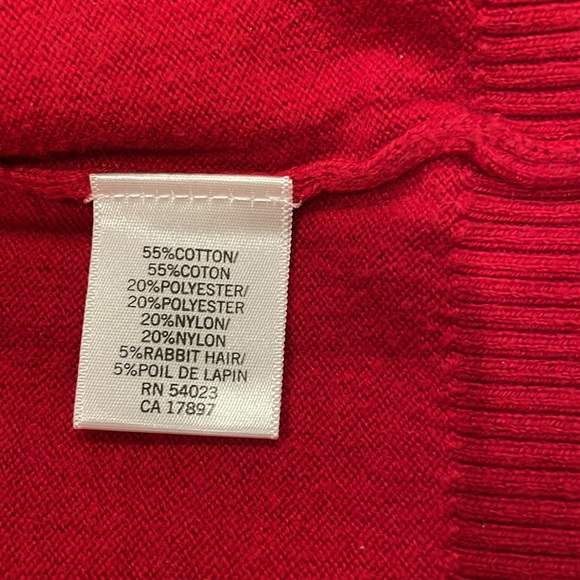 55%COTTON/
55%COTON
20%POLYESTER/
20%POLYESTER
20%NYLON/
20%NYLON
5%RABBIT HAIR/
5%POIL DE LAPIN
RN 54023
CA 17897